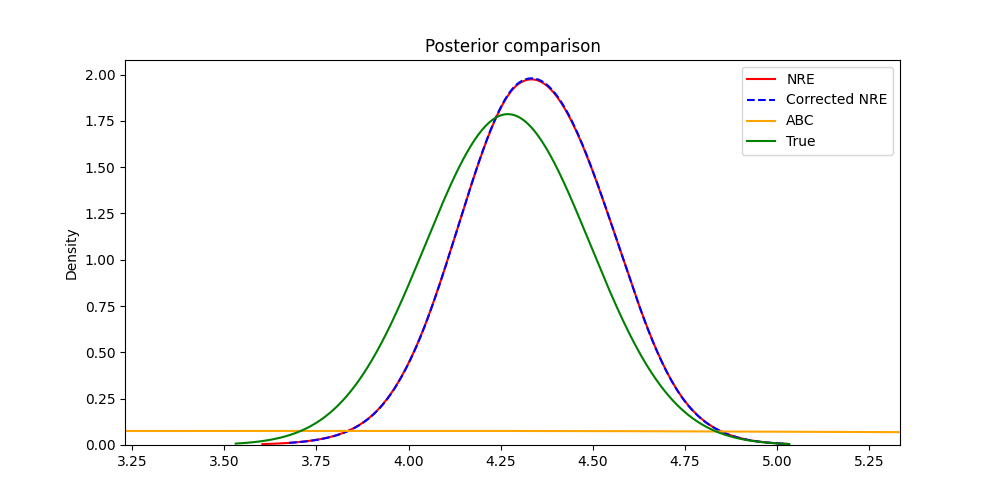 Posterior comparison
NRE
Corrected NRE
ABC
True
Density
2.00
1.75
1.50
1.25
1.00
0.75
0.50
0.25
0.00
3.25 3.50 3.75 4.00 4.25 4.50 4.75 5.00 5.25